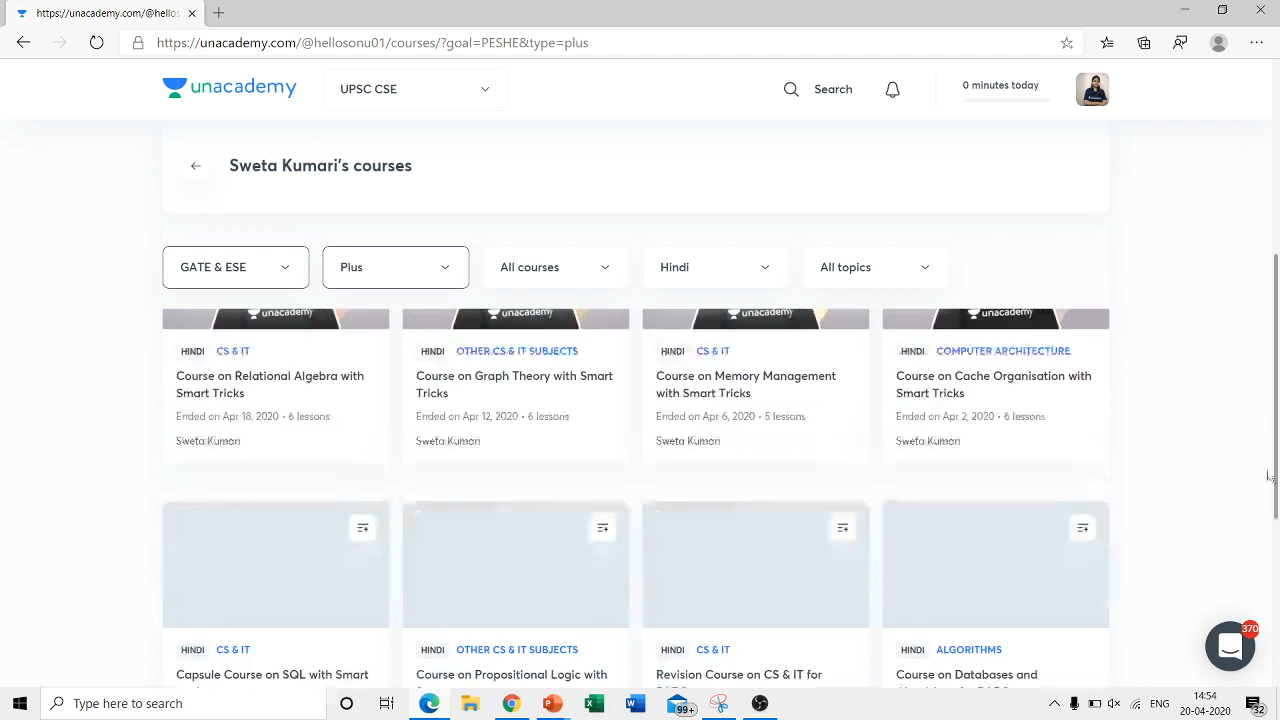 https://unacademy.com/@hellos
https://unacademy.com/@hellosonu01/courses/?goal=PESHE&type=plus
unacademy
UPSC CSE
Search
0 minutes today
Sweta Kumari's courses
GATE & ESE
Plus
All courses
Hindi
All topics
unacademy
unacademy
unacademy
unacademy
HINDI CS & IT
Course on Relational Algebra with
Smart Tricks
Ended on Apr 18, 2020 • 6 lessons
Sweta Kumari
HINDI OTHER CS & IT SUBJECTS
Course on Graph Theory with Smart
Tricks
Ended on Apr 12, 2020 • 6 lessons
Sweta Kumari
HINDI CS & IT
Course on Memory Management
with Smart Tricks
Ended on Apr 6, 2020 • 5 lessons
Sweta Kumari
HINDI COMPUTER ARCHITECTURE
Course on Cache Organisation with
Smart Tricks
Ended on Apr 2, 2020 • 6 lessons
Sweta Kumari
HINDI CS & IT
Capsule Course on SQL with Smart
HINDI OTHER CS & IT SUBJECTS
Course on Propositional Logic with
HINDI CS & IT
Revision Course on CS & IT for
HINDI ALGORITHMS
Course on Databases and
370
Type here to search
99+
ENG
14:54
20-04-2020
32